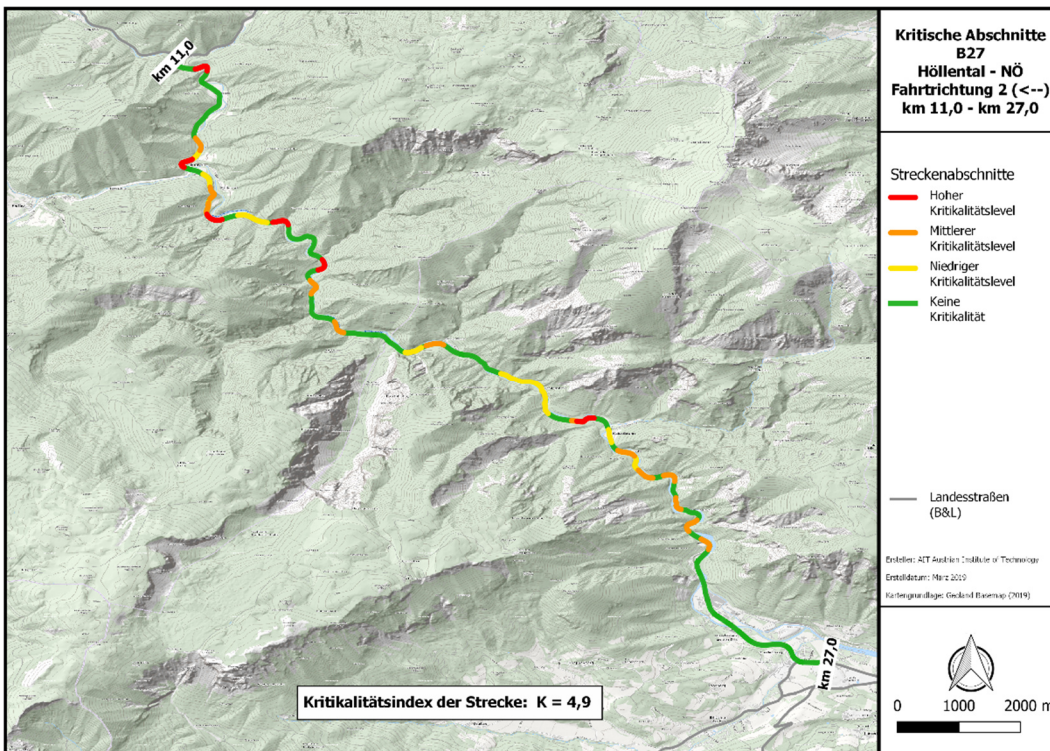 Kritische Abschnitte
B27
Höllental - NÖ
Fahrtrichtung 2 (<--)
km 11,0 - km 27,0
km 11,0
Streckenabschnitte
Hoher
Kritikalitätslevel
Mittlerer
Kritikalitätslevel
Niedriger
Kritikalitätslevel
Keine
Kritikalität
Landesstraßen
(B&L)
Ersteller: AIT Austrian Institute of Technology
Erstelldatum: März 2019
Kartengrundlage: Geoland Basemap (2019)
km 27,0
Kritikalitätsindex der Strecke: K = 4,9
0 1000 2000 m